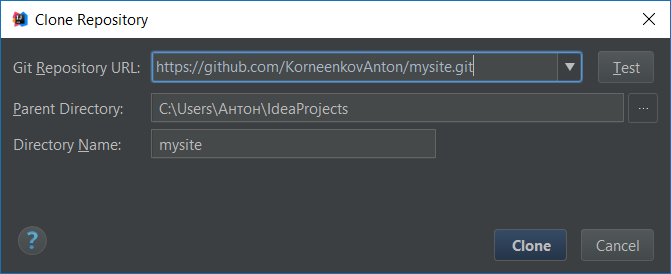 Clone Repository
Git Repository URL: https://github.com/KorneenkovAnton/mysite.git Test
Parent Directory: C:\Users\Антон\IdeaProjects ...
Directory Name: mysite
? Clone Cancel